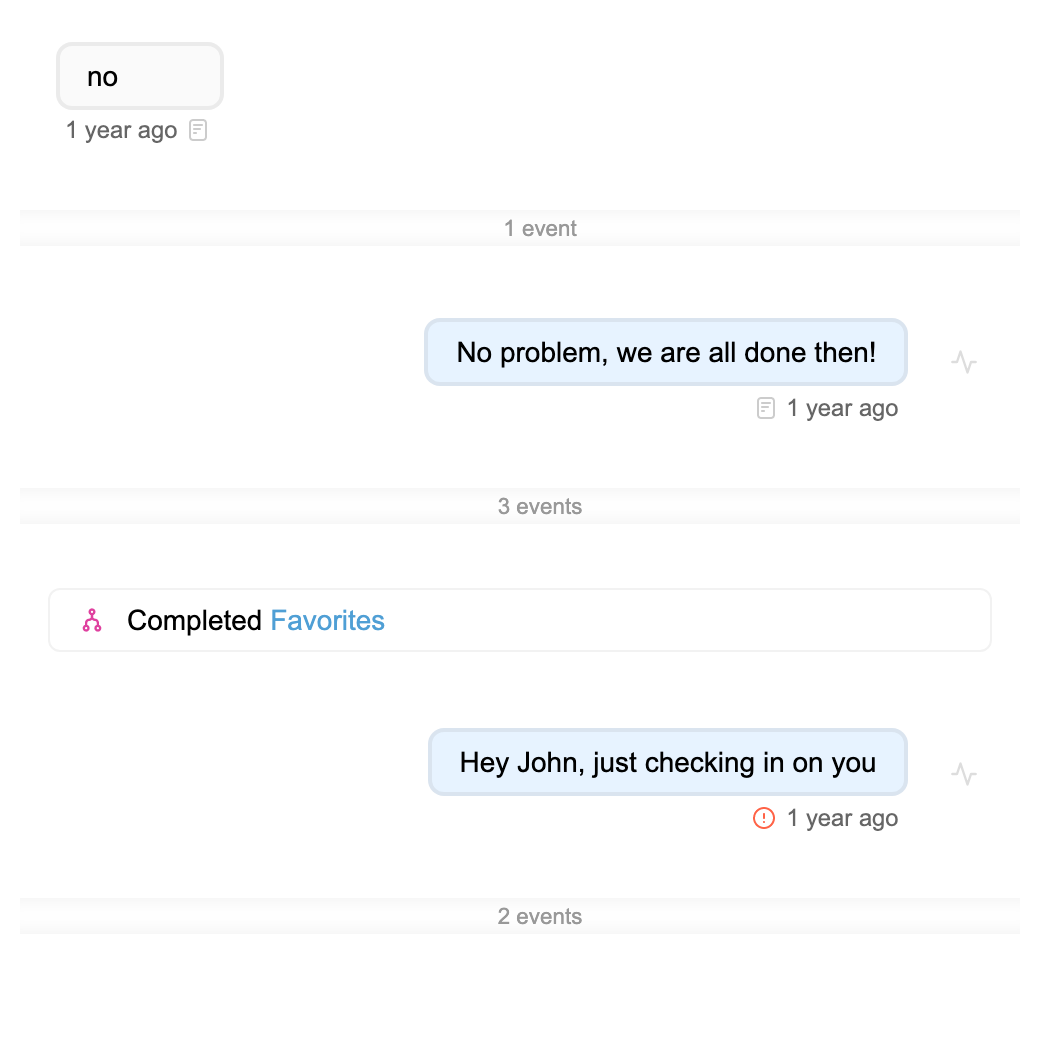 no
1 year ago
1 event
No problem, we are all done then!
1 year ago
3 events
Completed Favorites
Hey John, just checking in on you
1 year ago
2 events